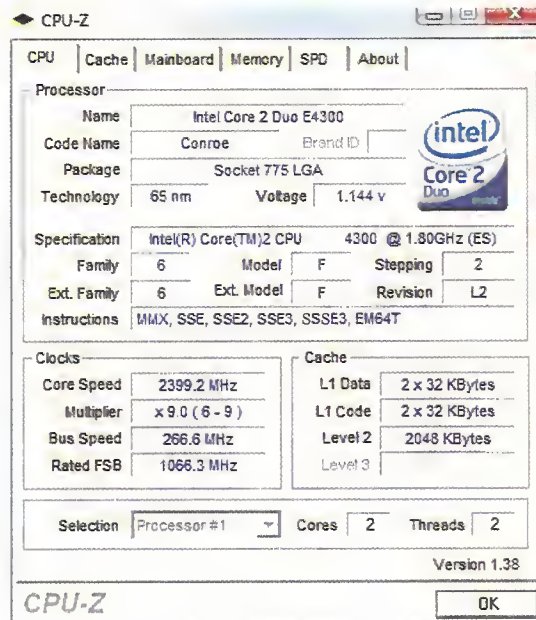 CPU-Z
CPU Cache Mainboard Memory SPD About
Processor
Name Intel Core 2 Duo E4300
Code Name Conroe Brand ID
Package Socket 775 LGA
Technology 65 nm Voltage 1.144 v
intel
Core 2
Duo
Specification Intel(R) Core(TM)2 CPU 4300 @ 1.80GHz (ES)
Family 6 Model F Stepping 2
Ext. Family 6 Ext. Model F Revision L2
Instructions MMX, SSE, SSE2, SSE3, SSSE3, EM64T
Clocks
Core Speed 2399.2 MHz
Multiplier x 9.0 ( 6 - 9 )
Bus Speed 266.6 MHz
Rated FSB 1066.3 MHz
Cache
L1 Data 2 x 32 KBytes
L1 Code 2 x 32 KBytes
Level 2 2048 KBytes
Level 3
Selection Processor #1 Cores 2 Threads 2
Version 1.38
CPU-Z OK